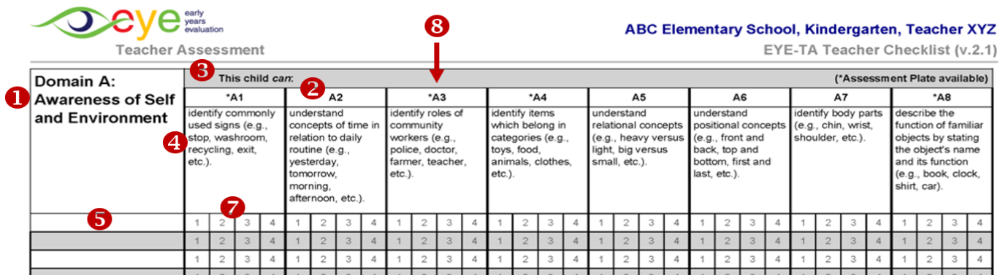 eye early
years
evaluation
Teacher Assessment
8
ABC Elementary School, Kindergarten, Teacher XYZ
EYE-TA Teacher Checklist (v.2.1)
1
Domain A:
Awareness of Self
and Environment
3
This child can:
(*Assessment Plate available)
2
*A1
A2
*A3
*A4
A5
A6
A7
*A8
4
identify commonly
used signs (e.g.,
stop, washroom,
recycling, exit,
etc.).
understand
concepts of time in
relation to daily
routine (e.g.,
yesterday,
tomorrow,
morning,
afternoon, etc.).
identify roles of
community
workers (e.g.,
police, doctor,
farmer, teacher,
etc.).
identify items
which belong in
categories (e.g.,
toys, food,
animals, clothes,
etc.).
understand
relational concepts
(e.g., heavy versus
light, big versus
small, etc.).
understand
positional concepts
(e.g., front and
back, top and
bottom, first and
last, etc.).
identify body parts
(e.g., chin, wrist,
shoulder, etc.).
describe the
function of familiar
objects by stating
the object's name
and its function
(e.g., book, clock,
shirt, car).
5
7
1 2 3 4 1 2 3 4 1 2 3 4 1 2 3 4 1 2 3 4 1 2 3 4 1 2 3 4 1 2 3 4
1 2 3 4 1 2 3 4 1 2 3 4 1 2 3 4 1 2 3 4 1 2 3 4 1 2 3 4 1 2 3 4
1 2 3 4 1 2 3 4 1 2 3 4 1 2 3 4 1 2 3 4 1 2 3 4 1 2 3 4 1 2 3 4